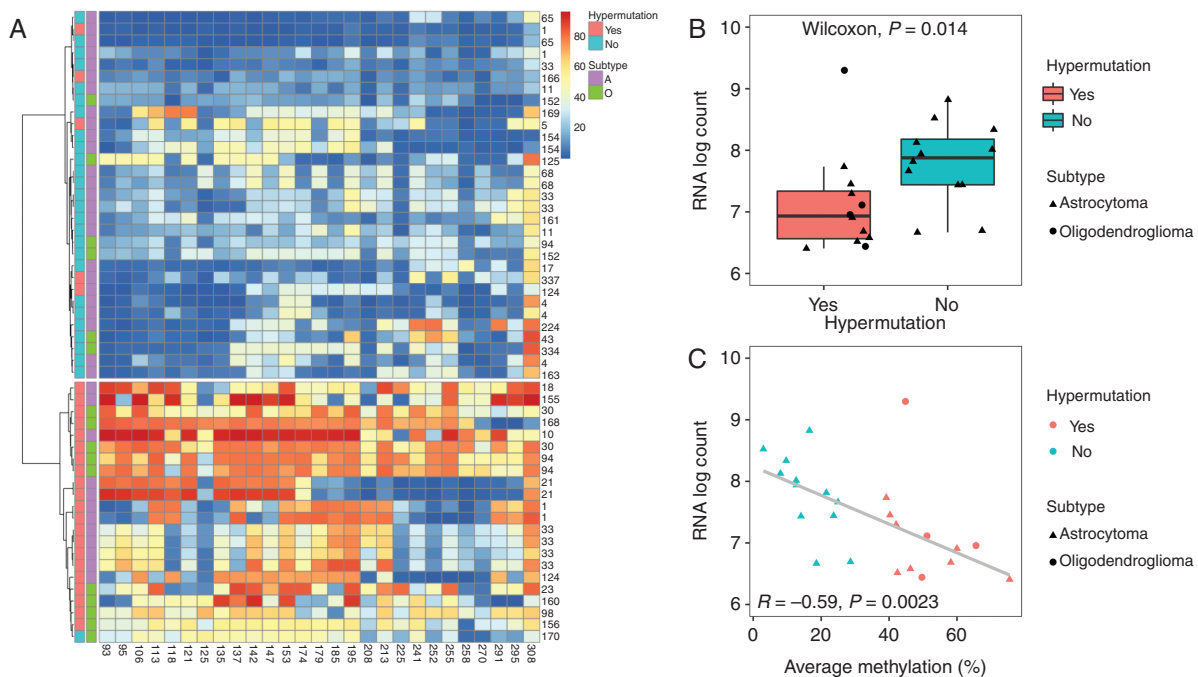 A
Hypermutation
Yes
No
Subtype
A
O
80
60
40
20
65
1
65
1
33
166
11
152
169
5
154
154
125
68
68
33
33
161
11
94
152
17
337
124
4
4
224
43
334
4
163
18
155
30
168
10
30
94
94
21
21
1
1
33
33
33
33
124
23
160
98
156
170
93 95 106 113 118 121 125 135 137 142 147 153 174 179 185 195 208 213 225 241 252 255 258 270 291 295 308
B
Wilcoxon, P = 0.014
10
9
8
7
6
RNA log count
Yes No
Hypermutation
Hypermutation
Yes
No
Subtype
Astrocytoma
Oligodendroglioma
C
10
9
8
7
6
RNA log count
R = –0.59, P = 0.0023
0 20 40 60
Average methylation (%)
Hypermutation
Yes
No
Subtype
Astrocytoma
Oligodendroglioma